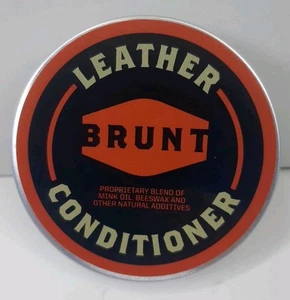 LEATHER
BRUNT
PROPRIETARY BLEND OF
MINK OIL, BEESWAX AND
OTHER NATURAL ADDITIVES
CONDITIONER